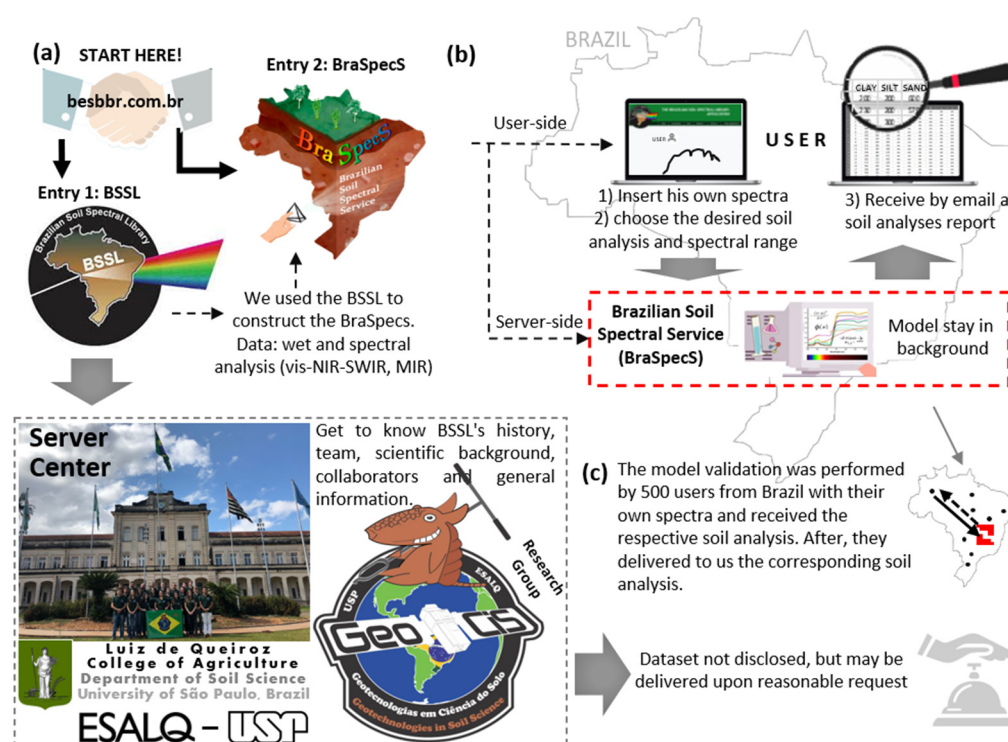 (a)
START HERE!
besbbr.com.br
Entry 2: BraSpecS
BraSpecS
Brazilian
Soil
Spectral
Service
Entry 1: BSSL
Brazilian Soil Spectral Library
BSSL
We used the BSSL to
construct the BraSpecs.
Data: wet and spectral
analysis (vis-NIR-SWIR, MIR)
(b)
BRAZIL
User-side
THE BRAZILIAN SOIL SPECTRAL LIBRARY
USER
USER
CLAY SILT SAND
1) Insert his own spectra
2) choose the desired soil
analysis and spectral range
3) Receive by email a
soil analyses report
Server-side
Brazilian Soil
Spectral Service
(BraSpecS)
Model stay in
background
Server
Center
Get to know BSSL's history,
team, scientific background,
collaborators and general
information.
Research
Group
USP
ESALQ
GeoCiS
Geotecnologias em Ciência do Solo
Geotechnologies in Soil Science
Luiz de Queiroz
College of Agriculture
Department of Soil Science
University of São Paulo, Brazil
ESALQ – USP
(c)
The model validation was performed
by 500 users from Brazil with their
own spectra and received the
respective soil analysis. After, they
delivered to us the corresponding soil
analysis.
Dataset not disclosed, but may be
delivered upon reasonable request